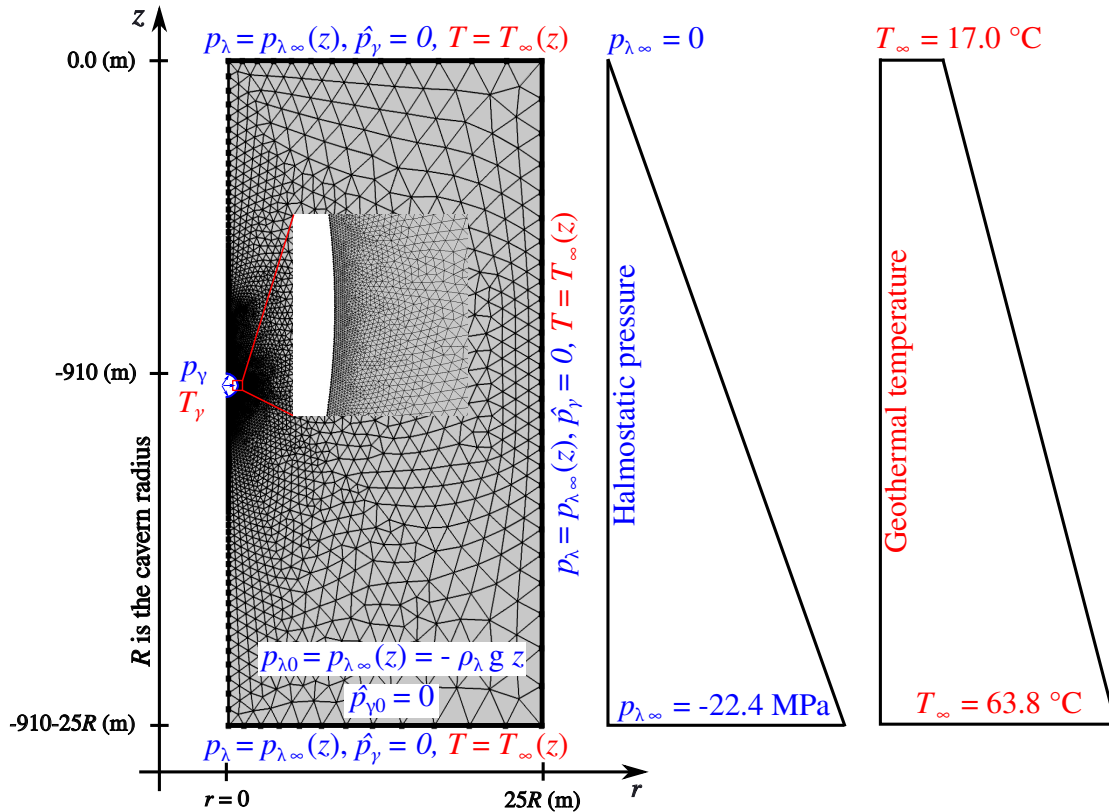 z
pλ = pλ∞(z), p̂γ = 0, T = T∞(z)
pλ∞ = 0
T∞ = 17.0 °C
0.0 (m)
-910 (m)
pγ
Tγ
R is the cavern radius
pλ = pλ∞(z), p̂γ = 0, T = T∞(z)
Halmostatic pressure
Geothermal temperature
pλ0 = pλ∞(z) = - ρλ g z
p̂γ0 = 0
-910-25R (m)
pλ∞ = -22.4 MPa
T∞ = 63.8 °C
pλ = pλ∞(z), p̂γ = 0, T = T∞(z)
r = 0
25R (m)
r